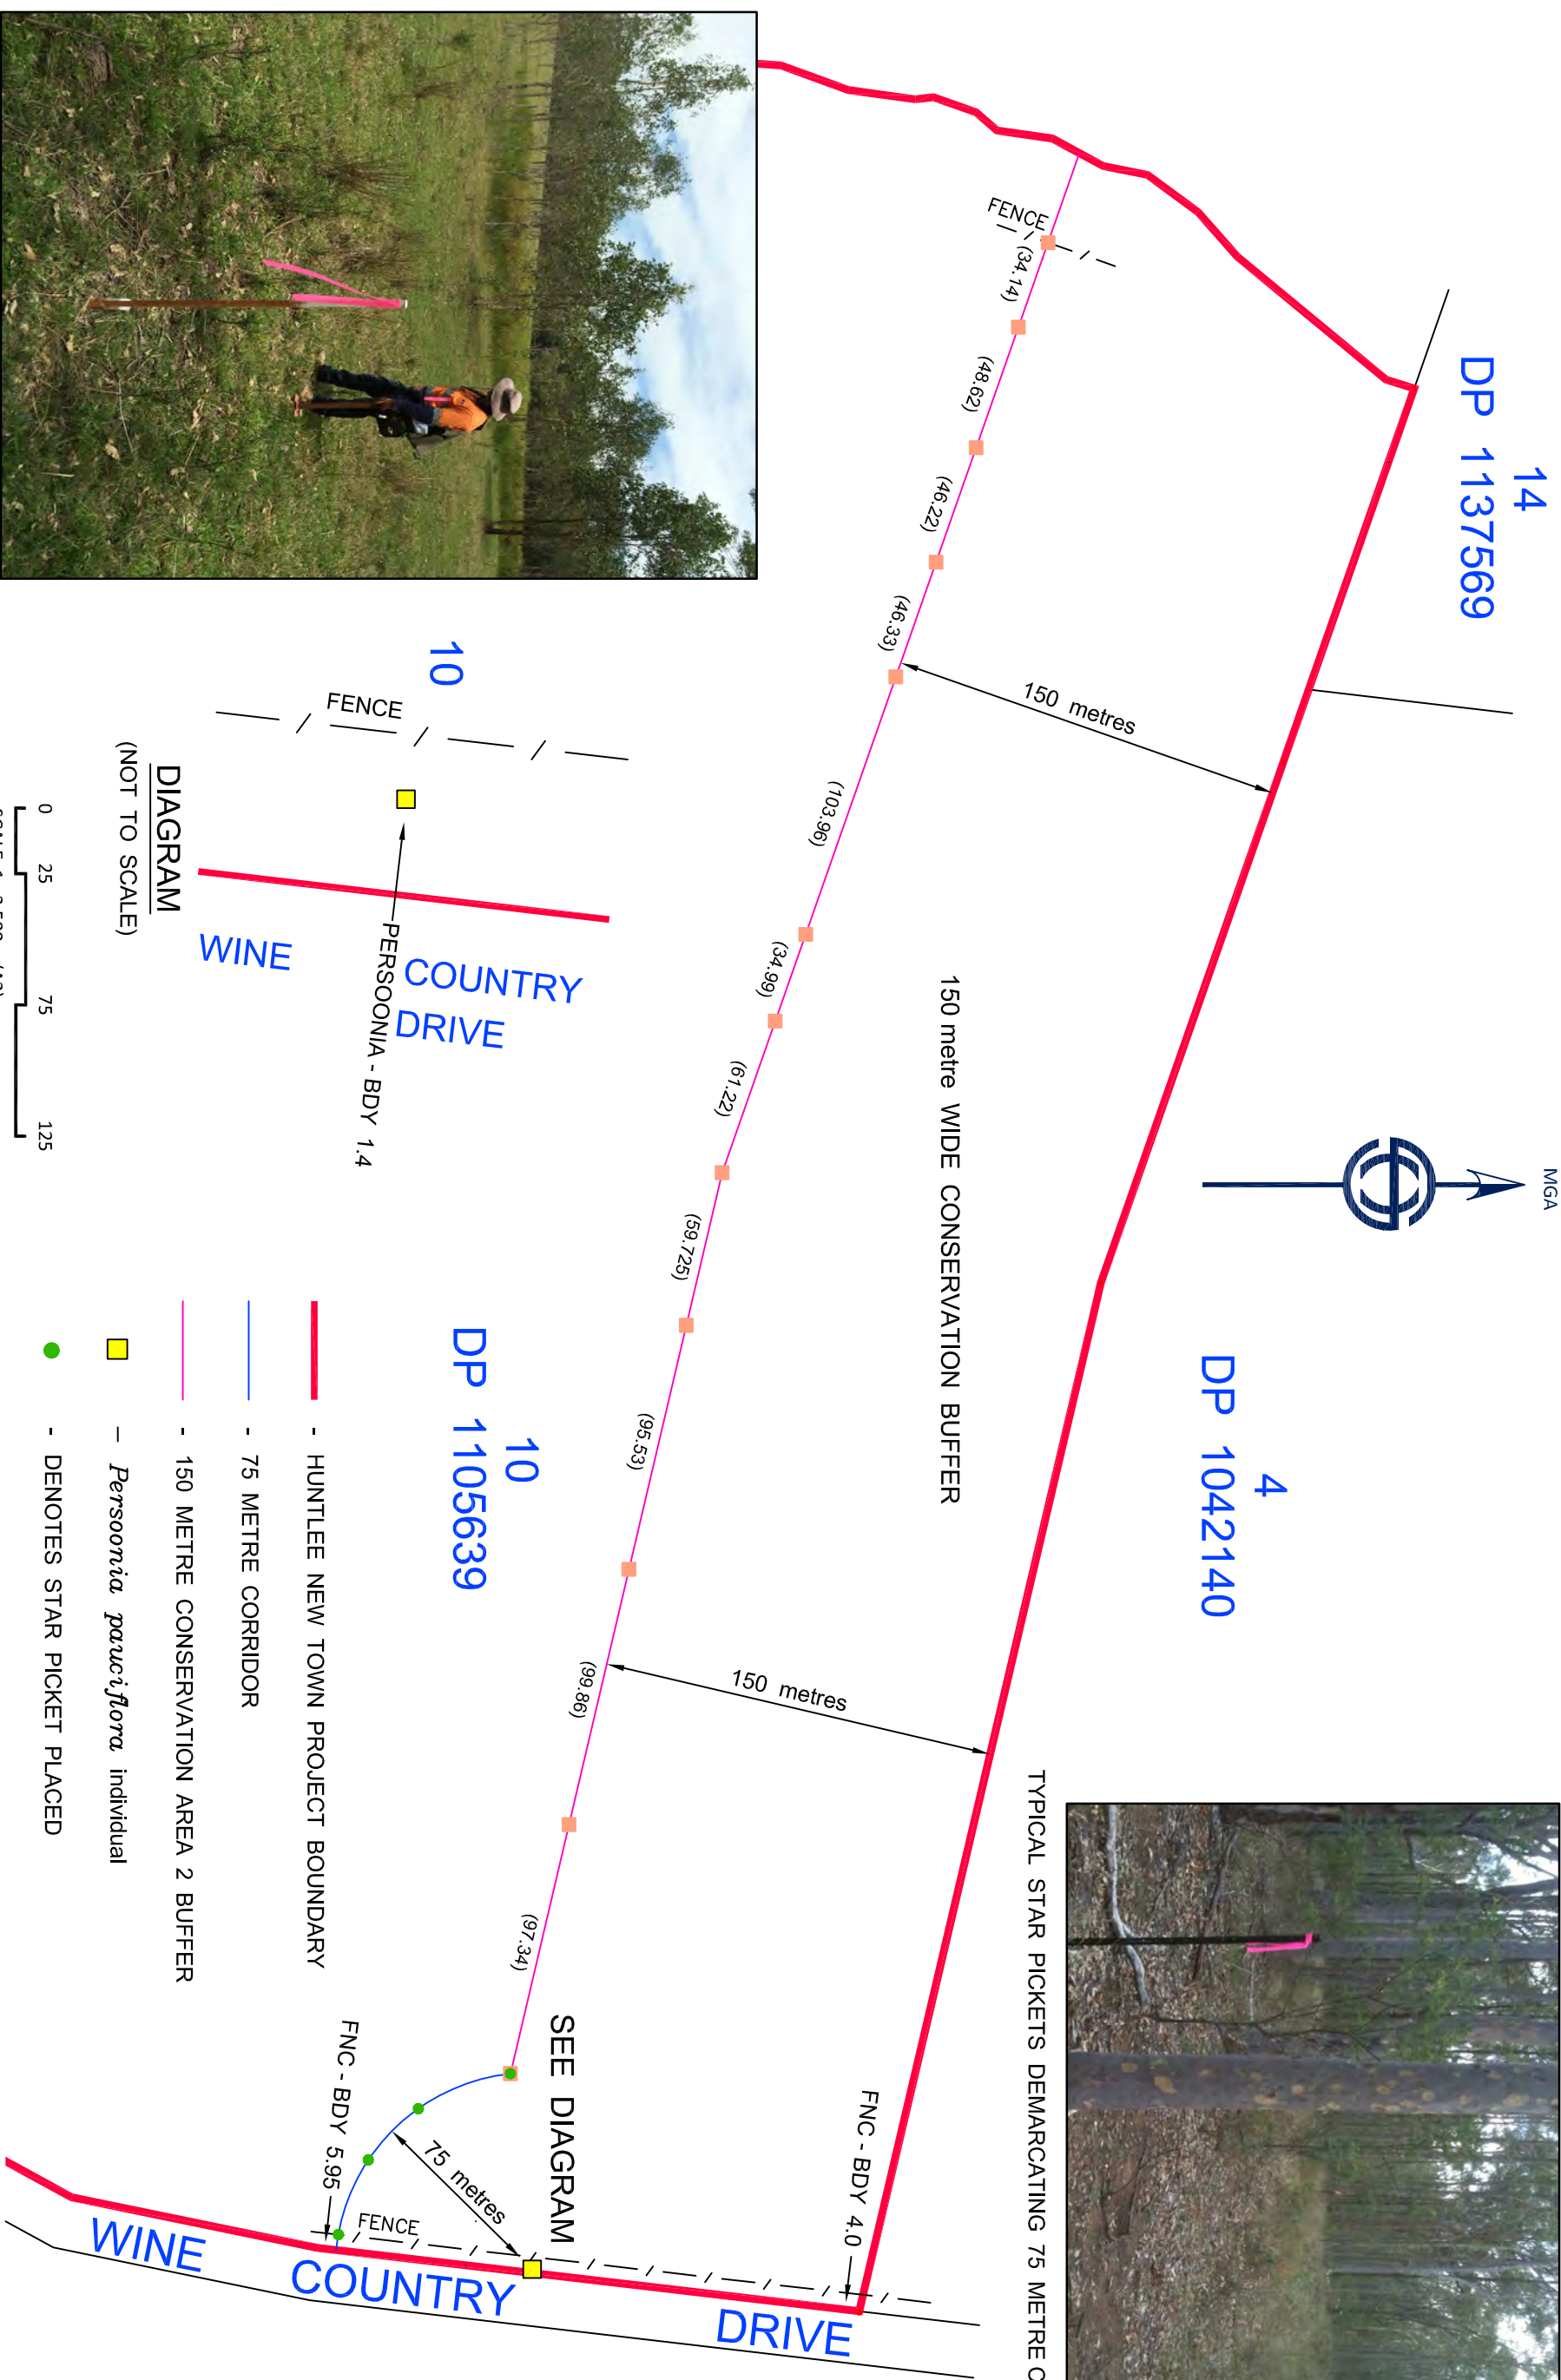 14
DP 1137569
MGA
4
DP 1042140
FENCE
(34.14)
(48.62)
(46.22)
(46.33)
150 metres
(103.96)
(34.99)
(61.22)
(59.725)
(95.53)
(99.86)
(97.34)
150 metre WIDE CONSERVATION BUFFER
150 metres
TYPICAL STAR PICKETS DEMARCATING 75 METRE
FNC - BDY 4.0
SEE DIAGRAM
75 metres
FENCE
FNC - BDY 5.95
WINE
COUNTRY
DRIVE
10
DP 1105639
10
FENCE
PERSOONIA - BDY 1.4
WINE
COUNTRY
DRIVE
DIAGRAM
(NOT TO SCALE)
0 25 75 125
- HUNTLEE NEW TOWN PROJECT BOUNDARY
- 75 METRE CORRIDOR
- 150 METRE CONSERVATION AREA 2 BUFFER
– Persoonia pauciflora individual
- DENOTES STAR PICKET PLACED